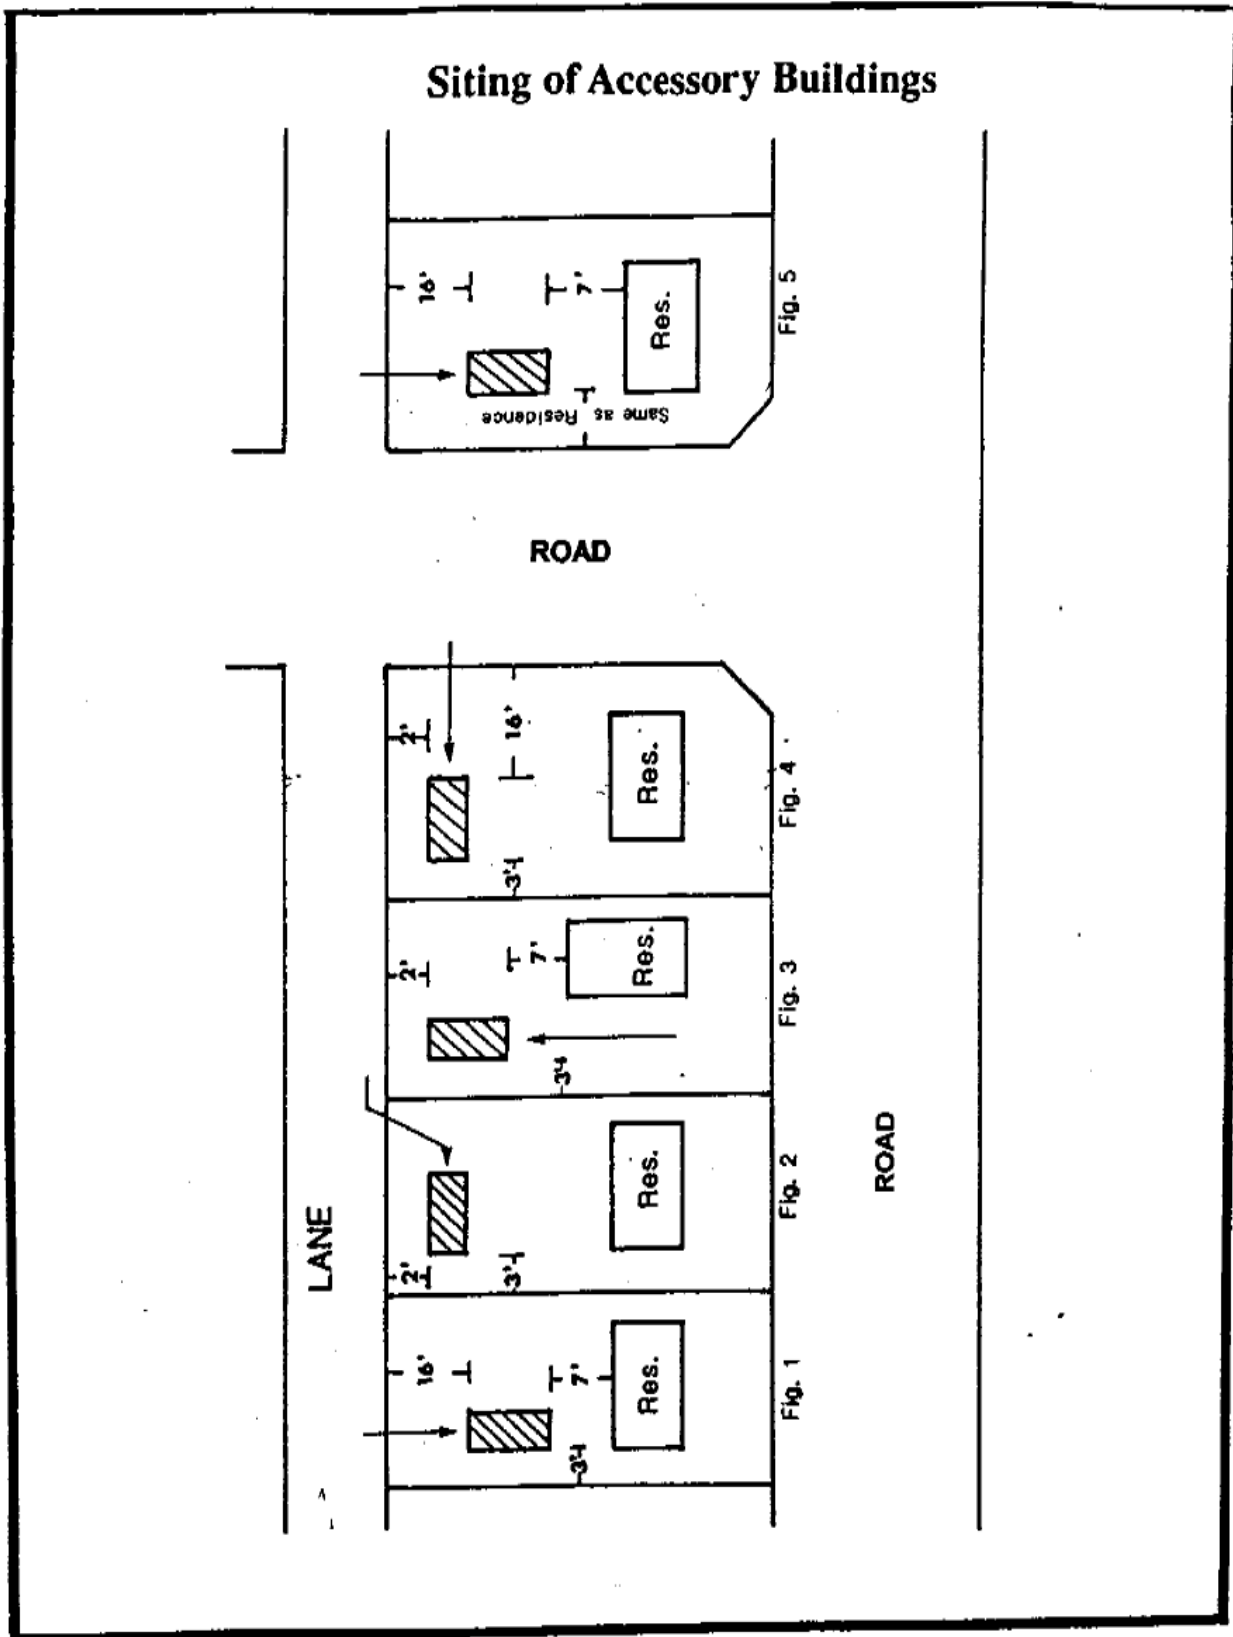 Siting of Accessory Buildings
16'
7'
Res.
Same as Residence
Fig. 5
ROAD
2'
16'
3'
Res.
Fig. 4
2'
7'
3'
Res.
Fig. 3
LANE
2'
3'
Res.
Fig. 2
ROAD
16'
7'
3'
Res.
Fig. 1